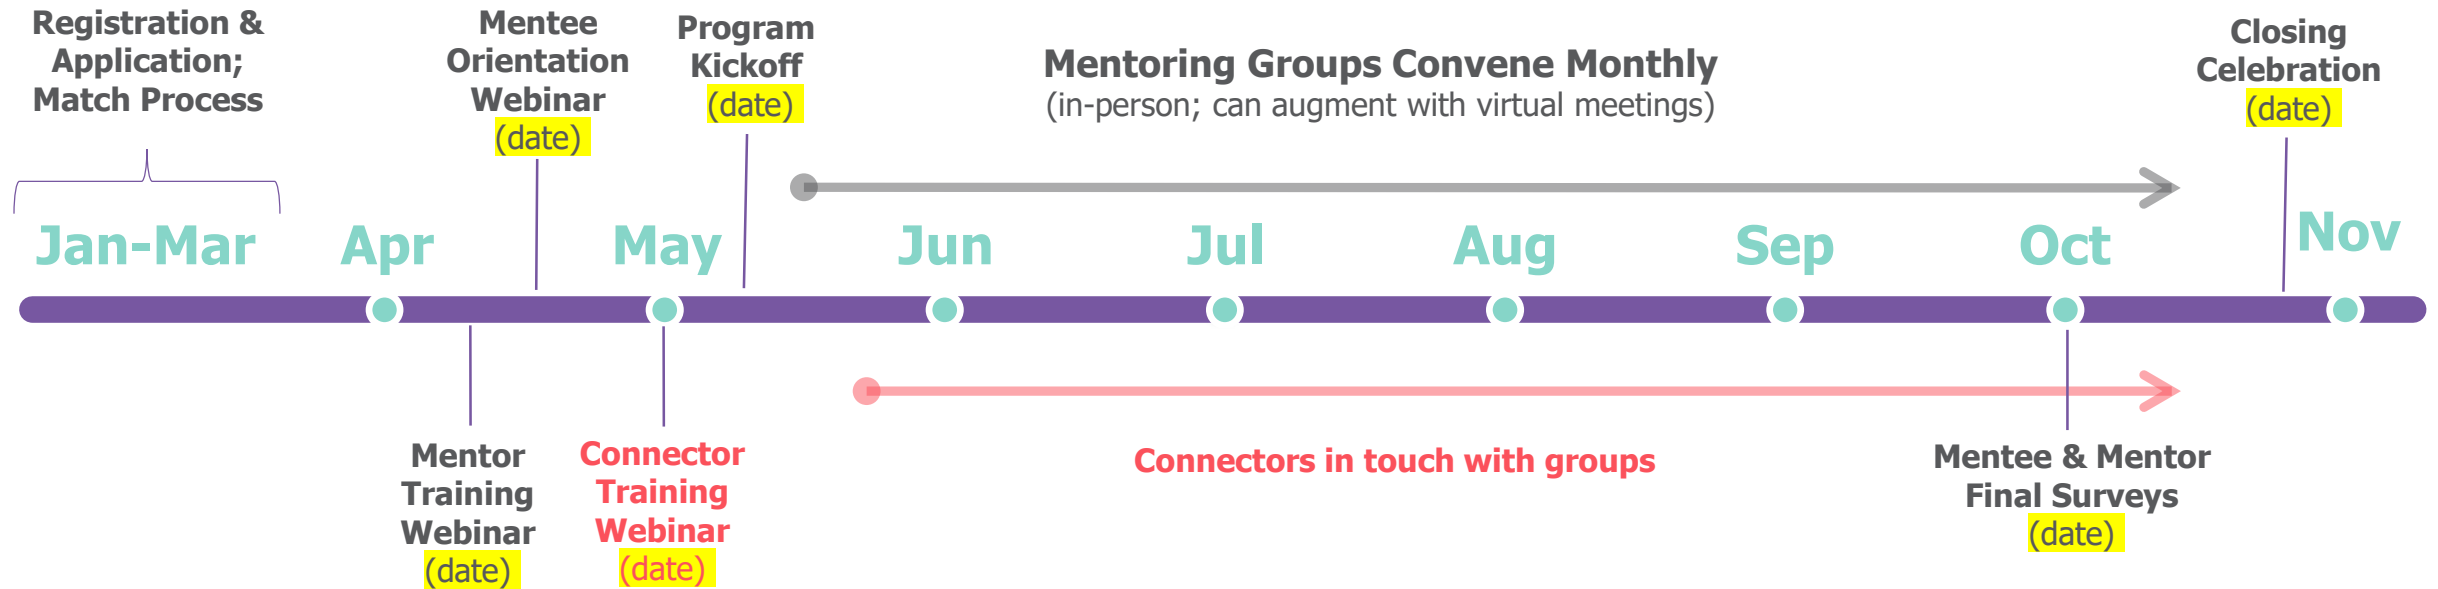 Registration &
Application;
Match Process
Mentee
Orientation
Webinar
(date)
Program
Kickoff
(date)
Mentoring Groups Convene Monthly
(in-person; can augment with virtual meetings)
Closing
Celebration
(date)
Jan-Mar
Apr
May
Jun
Jul
Aug
Sep
Oct
Nov
Mentor
Training
Webinar
(date)
Connector
Training
Webinar
(date)
Connectors in touch with groups
Mentee & Mentor
Final Surveys
(date)